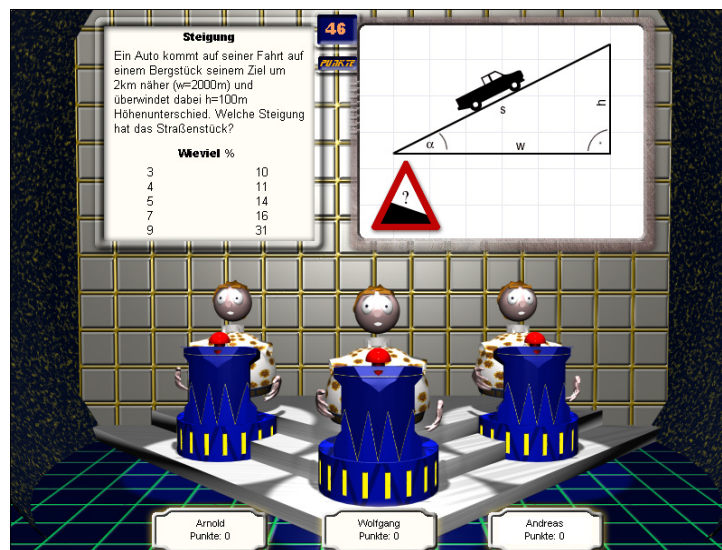 Steigung
Ein Auto kommt auf seiner Fahrt auf
einem Bergstück seinem Ziel um
2km näher (w=2000m) und
überwindet dabei h=100m
Höhenunterschied. Welche Steigung
hat das Straßenstück?
Wieviel %
3 10
4 11
5 14
7 16
9 31
46
PUNKTE
s
h
α
w
?
Arnold
Punkte: 0
Wolfgang
Punkte: 0
Andreas
Punkte: 0